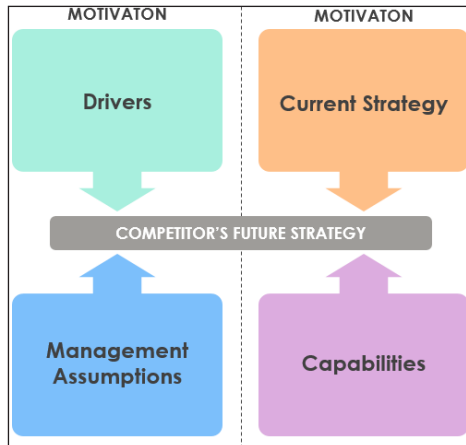 MOTIVATON
MOTIVATON
Drivers
Current Strategy
COMPETITOR'S FUTURE STRATEGY
Management
Assumptions
Capabilities